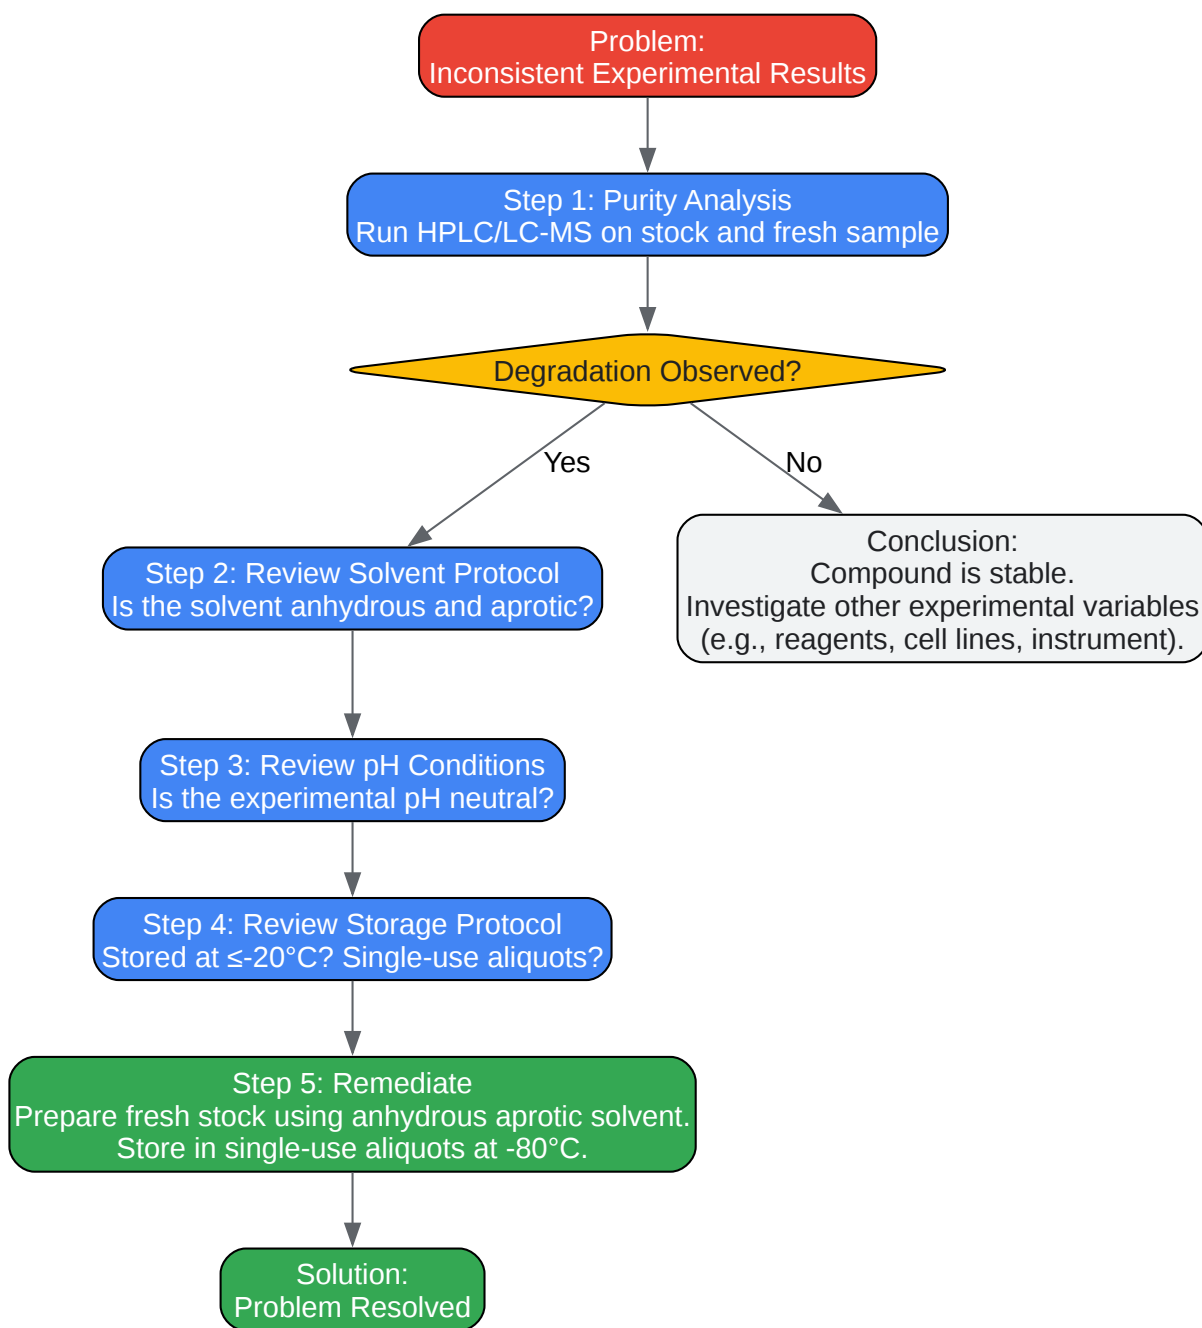 Problem:
Inconsistent Experimental Results
Step 1: Purity Analysis
Run HPLC/LC-MS on stock and fresh sample
Degradation Observed?
Yes
No
Step 2: Review Solvent Protocol
Is the solvent anhydrous and aprotic?
Conclusion:
Compound is stable.
Investigate other experimental variables
(e.g., reagents, cell lines, instrument).
Step 3: Review pH Conditions
Is the experimental pH neutral?
Step 4: Review Storage Protocol
Stored at ≤-20°C? Single-use aliquots?
Step 5: Remediate
Prepare fresh stock using anhydrous aprotic solvent.
Store in single-use aliquots at -80°C.
Solution:
Problem Resolved